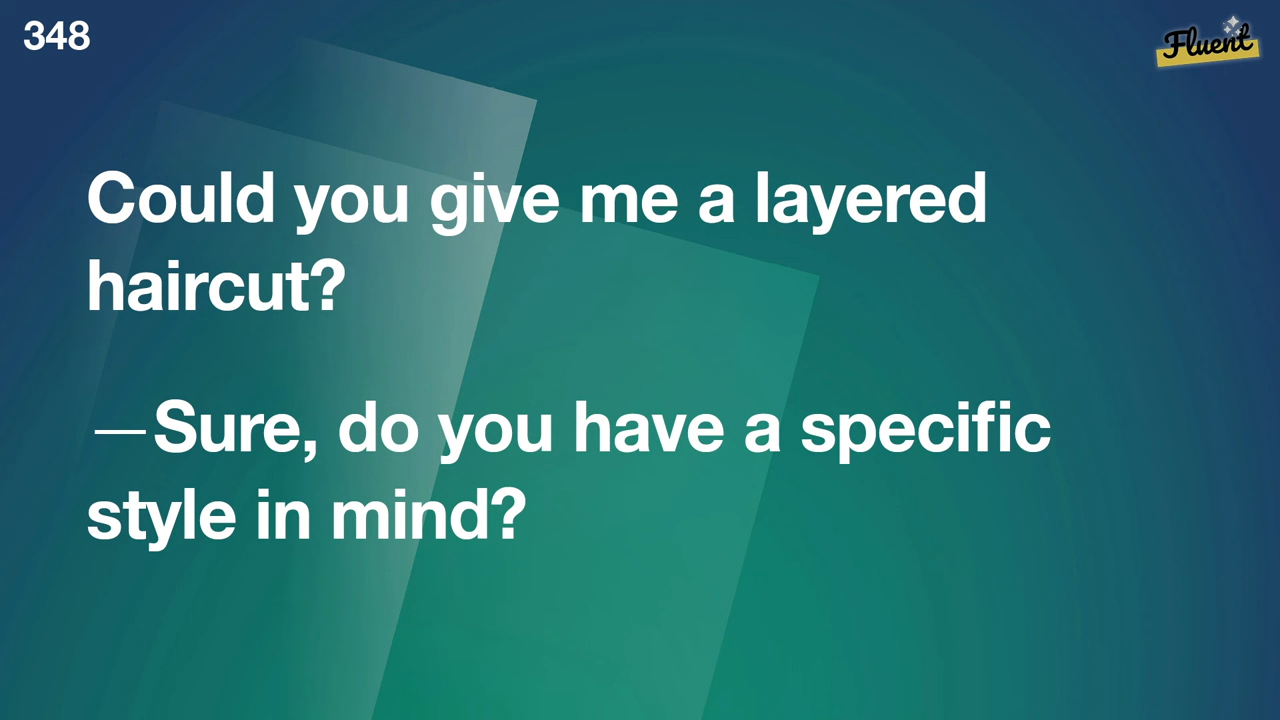 348
Fluent
Could you give me a layered
haircut?
—Sure, do you have a specific
style in mind?